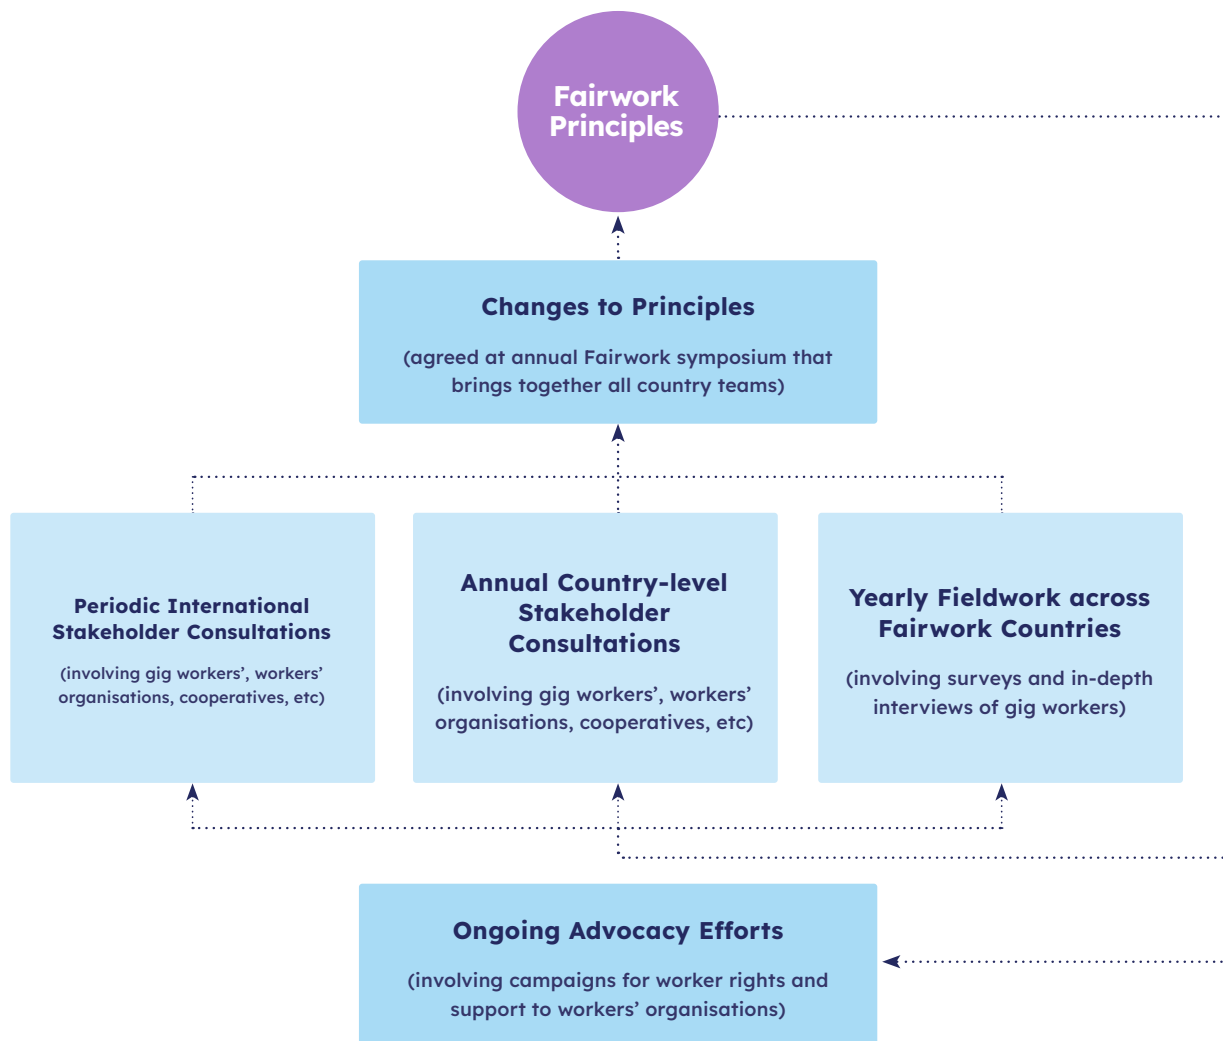 Fairwork
Principles
Changes to Principles
(agreed at annual Fairwork symposium that
brings together all country teams)
Periodic International
Stakeholder Consultations
(involving gig workers’, workers’
organisations, cooperatives, etc)
Annual Country-level
Stakeholder
Consultations
(involving gig workers’, workers’
organisations, cooperatives, etc)
Yearly Fieldwork across
Fairwork Countries
(involving surveys and in-depth
interviews of gig workers)
Ongoing Advocacy Efforts
(involving campaigns for worker rights and
support to workers’ organisations)